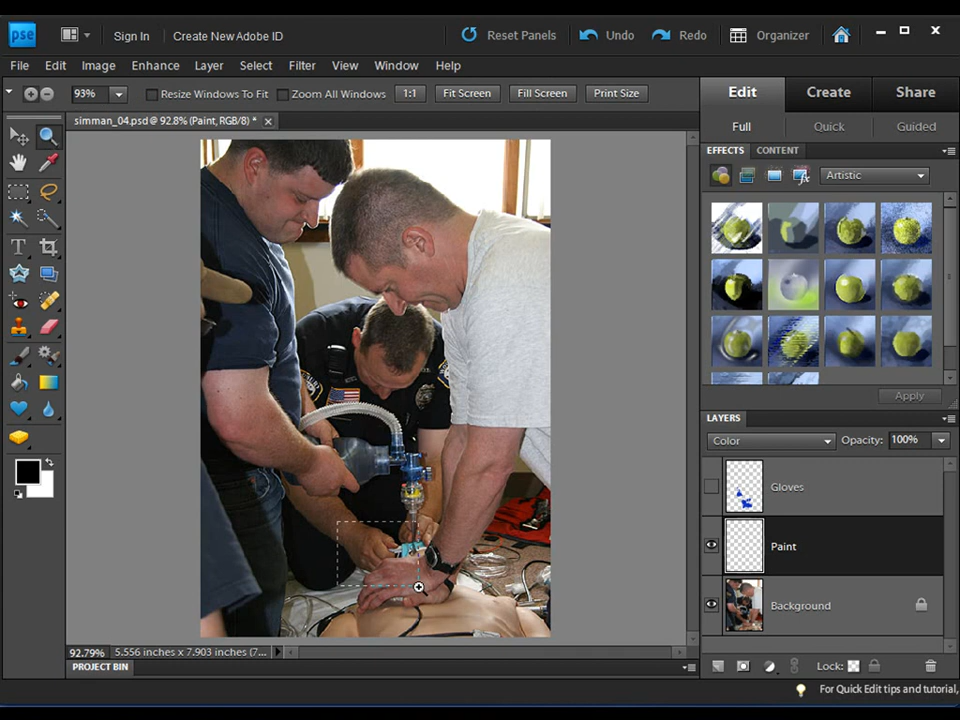 pse Sign In Create New Adobe ID Reset Panels Undo Redo Organizer
File Edit Image Enhance Layer Select Filter View Window Help
93% Resize Windows To Fit Zoom All Windows 1:1 Fit Screen Fill Screen Print Size
Edit Create Share
simman_04.psd @ 92.8% (Paint, RGB/8) *
Full Quick Guided
EFFECTS CONTENT
Artistic
T
Apply
LAYERS
Color Opacity: 100%
Gloves
Paint
Background
92.79% 5.556 inches x 7.903 inches (7...
Lock:
PROJECT BIN
For Quick Edit tips and tutorial,